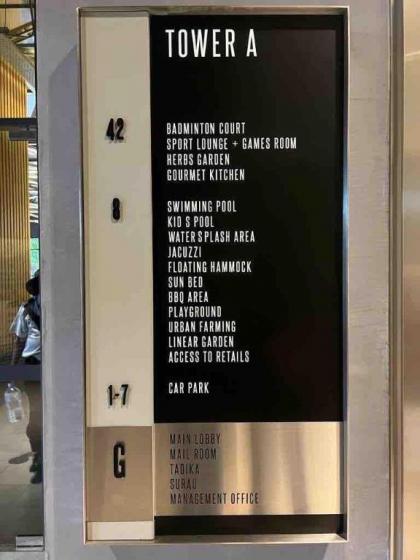 TOWER A
42
BADMINTON COURT
SPORT LOUNGE + GAMES ROOM
HERBS GARDEN
GOURMET KITCHEN
8
SWIMMING POOL
KID S POOL
WATER SPLASH AREA
JACUZZI
FLOATING HAMMOCK
SUN BED
BBQ AREA
PLAYGROUND
URBAN FARMING
LINEAR GARDEN
ACCESS TO RETAILS
1-7
CAR PARK
G
MAIN LOBBY
MAIL ROOM
TADIKA
SURAU
MANAGEMENT OFFICE